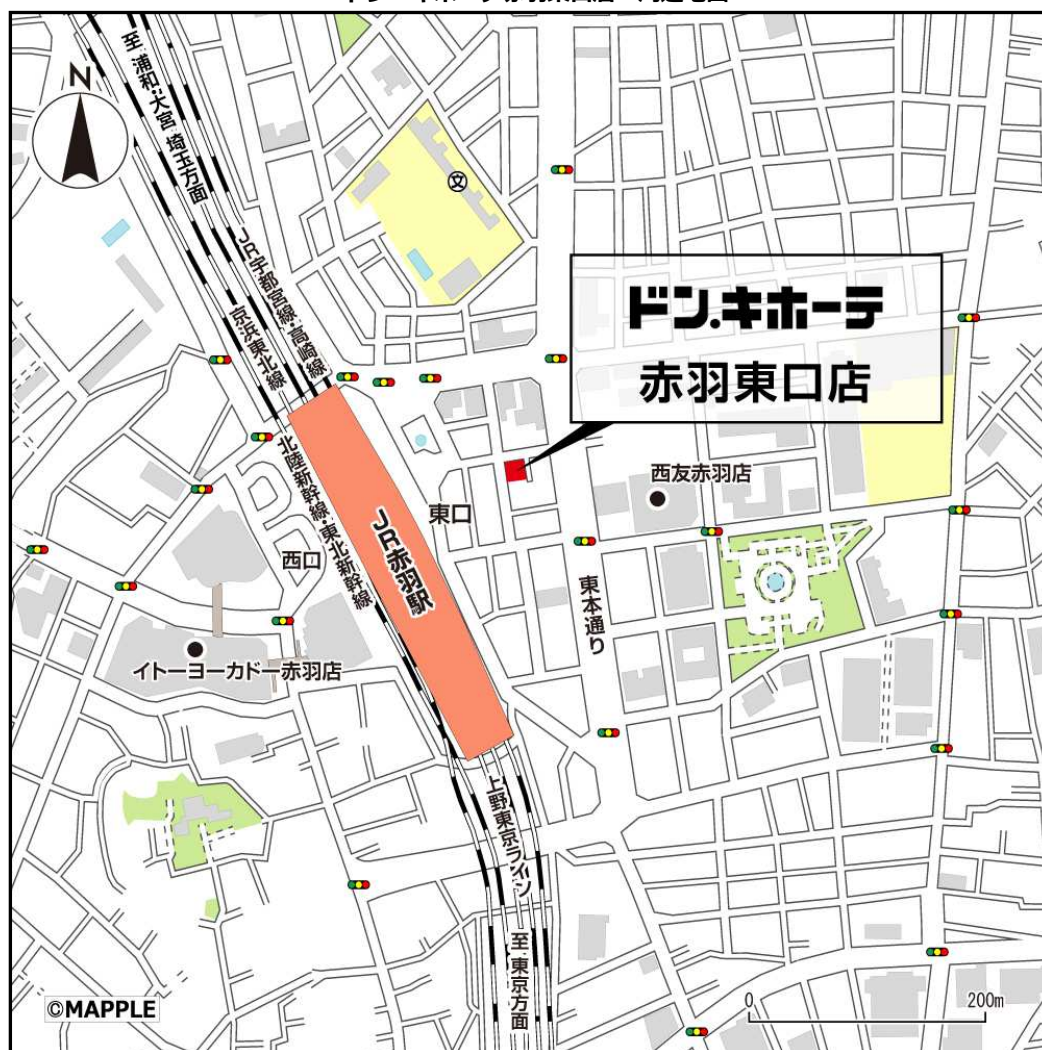 N
至 浦和・大宮 埼玉方面
JR宇都宮線・高崎線
京浜東北線
北陸新幹線・東北新幹線
ドン.キホーテ
赤羽東口店
西友赤羽店
東口
JR赤羽駅
西口
東本通り
イトーヨーカドー赤羽店
上野東京ライン
至 東京方面
文
©MAPPLE
0
200m